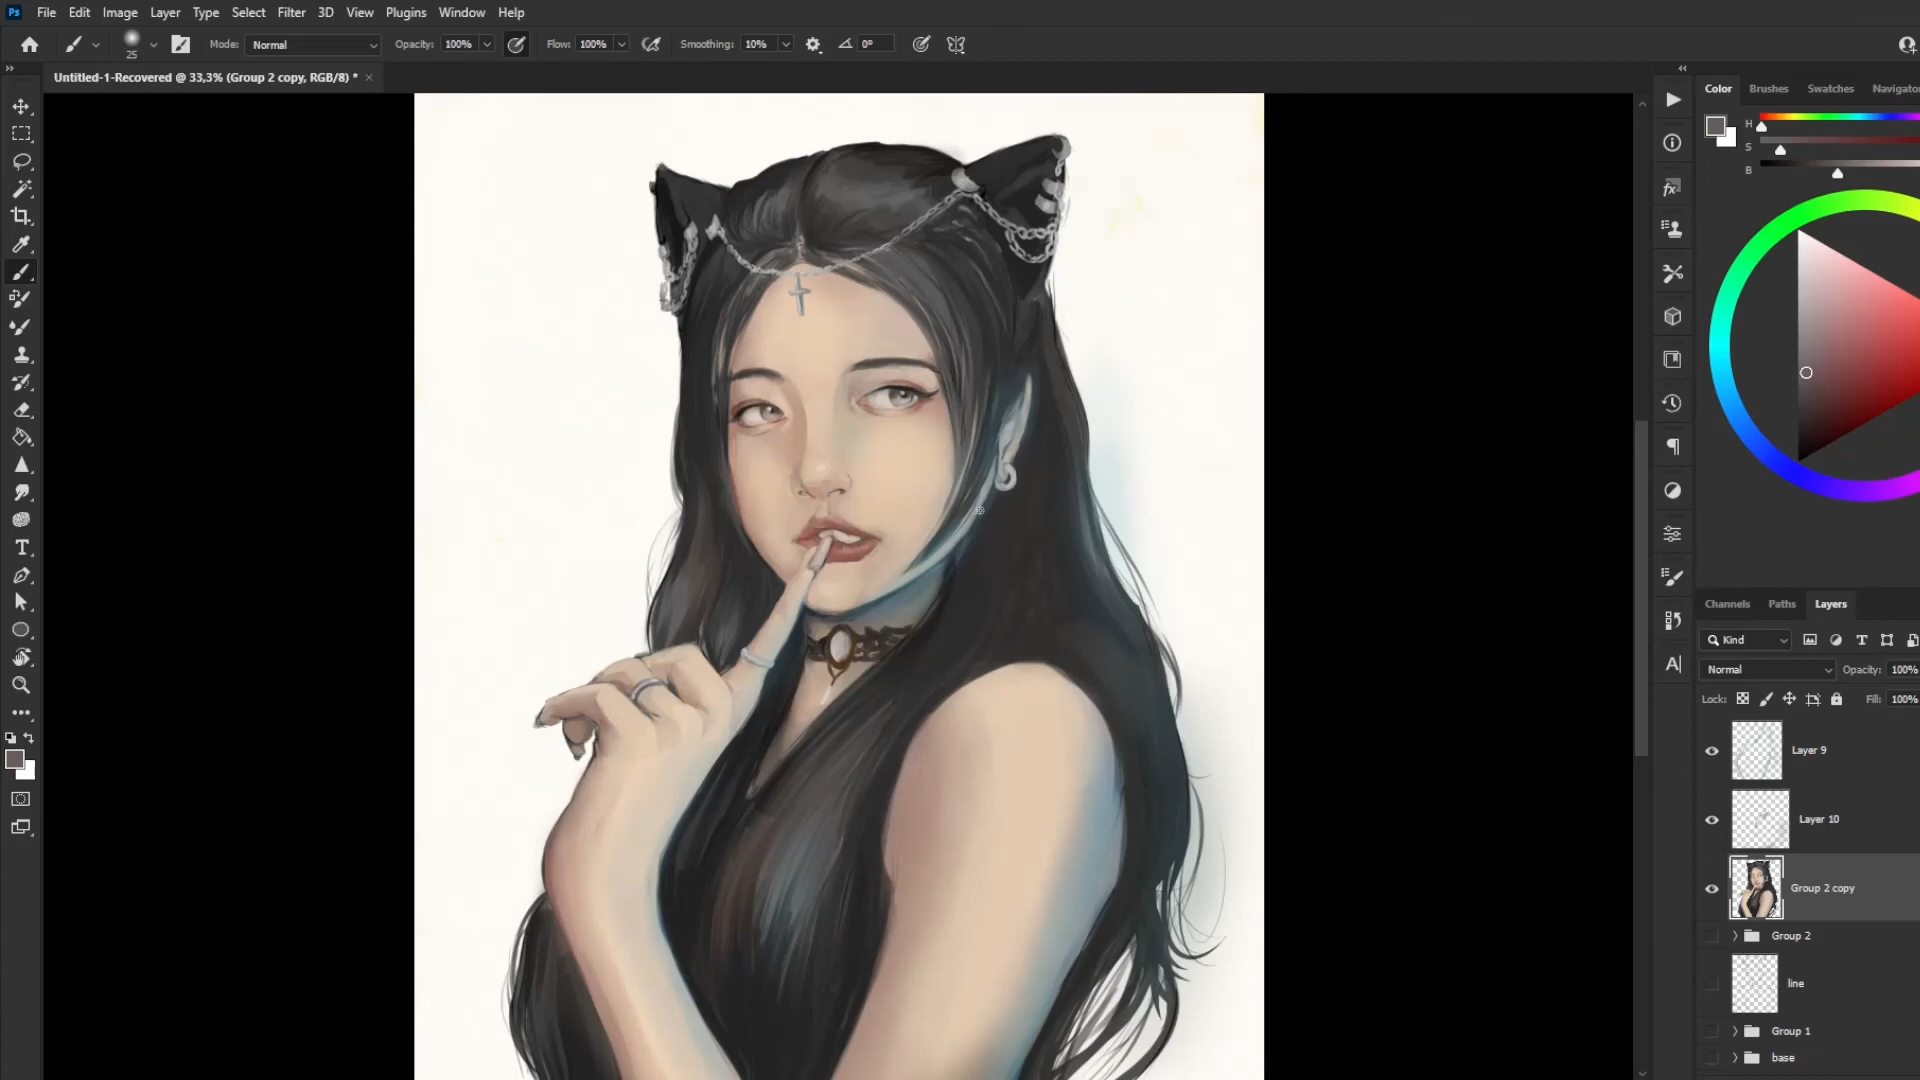 Ps File Edit Image Layer Type Select Filter 3D View Plugins Window Help
25 Mode: Normal Opacity: 100% Flow: 100% Smoothing: 10% 0°
Untitled-1-Recovered @ 33,3% (Group 2 copy, RGB/8) * ×
Color Brushes Swatches Navigator
H
S
B
Channels Paths Layers
Kind
Normal Opacity: 100%
Lock: Fill: 100%
Layer 9
Layer 10
Group 2 copy
Group 2
line
Group 1
base